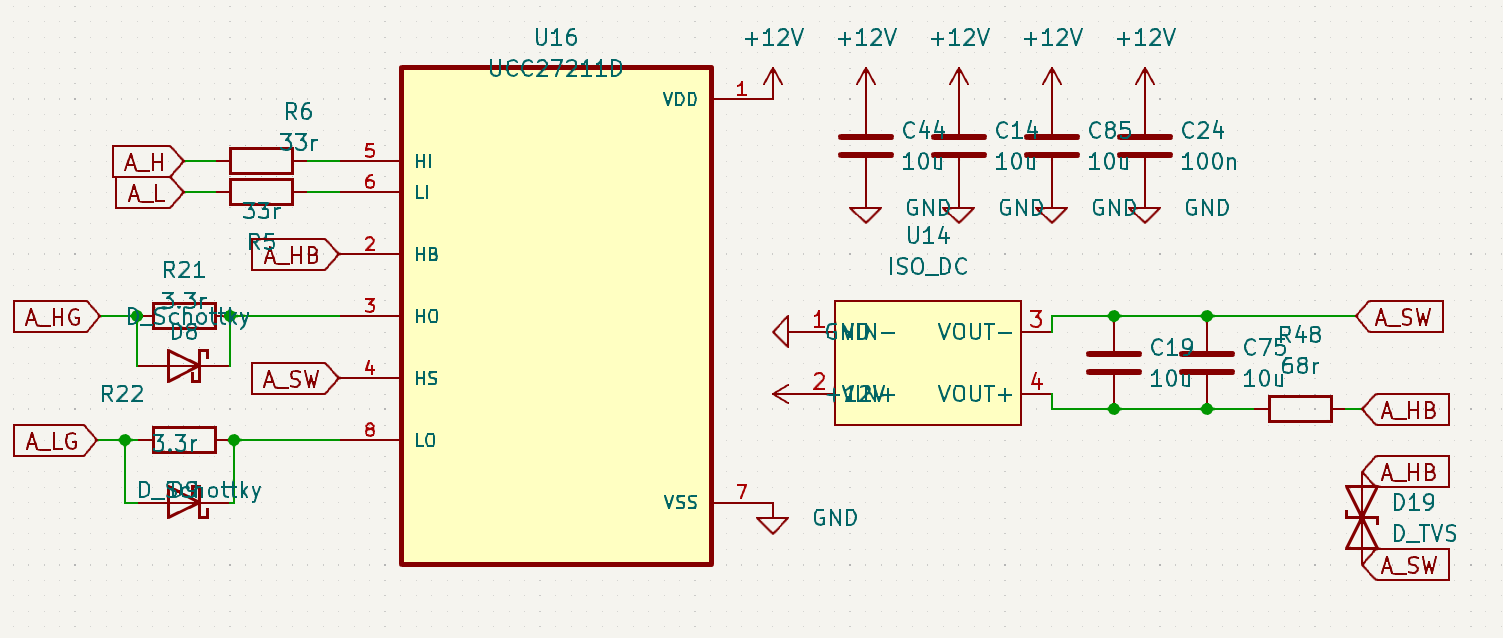 U16
UCC27211D
+12V +12V +12V +12V +12V
VDD 1
R6
33r
C44 C14 C85 C24
10u 10u 10u 100n
A_H 5 HI
A_L 6 LI
33r
R5
GND GND GND GND
U14
ISO_DC
A_HB 2 HB
R21
3.3r
A_HG 3 HO
D_Schottky
D8
1 VIN- GND VOUT- 3 A_SW
R48
68r
C19 C75
10u 10u
A_SW 4 HS
R22
2 VIN+ +12V VOUT+ 4 A_HB
A_LG 8 LO
3.3r
D_Schottky
D9
VSS 7
GND
A_HB
D19
D_TVS
A_SW